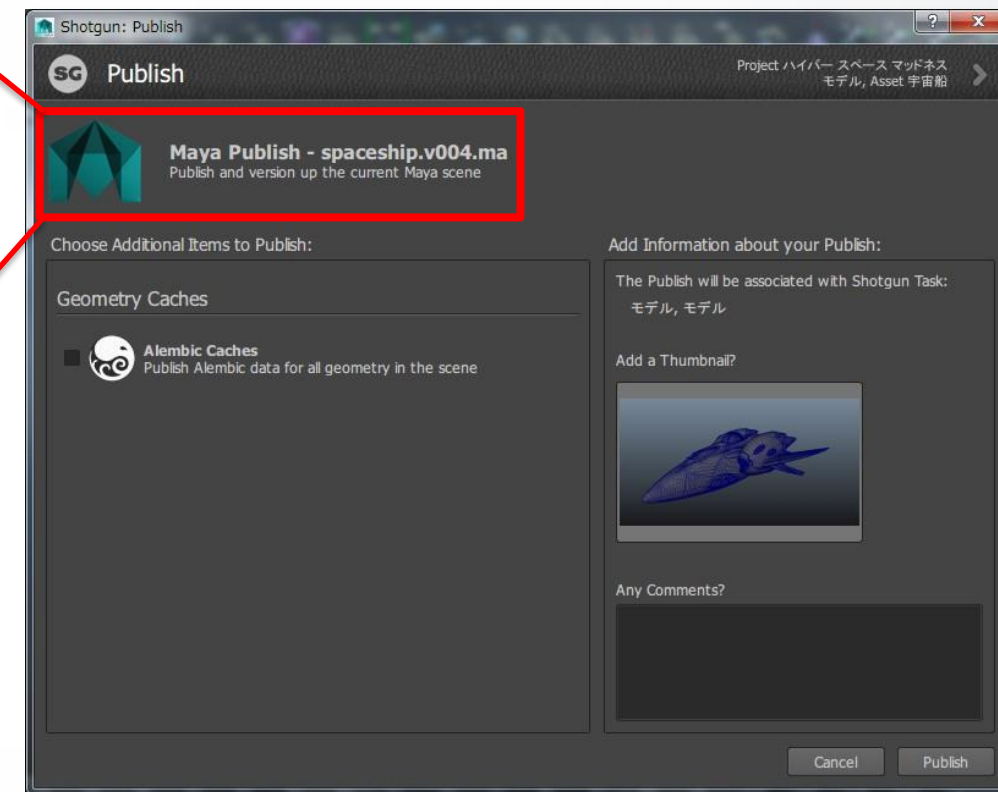 Shotgun: Publish
SG Publish
Project ハイパー スペース マッドネス
モデル, Asset 宇宙船
Maya Publish - spaceship.v004.ma
Publish and version up the current Maya scene
Choose Additional Items to Publish:
Geometry Caches
Alembic Caches
Publish Alembic data for all geometry in the scene
Add Information about your Publish:
The Publish will be associated with Shotgun Task:
モデル, モデル
Add a Thumbnail?
Any Comments?
Cancel Publish